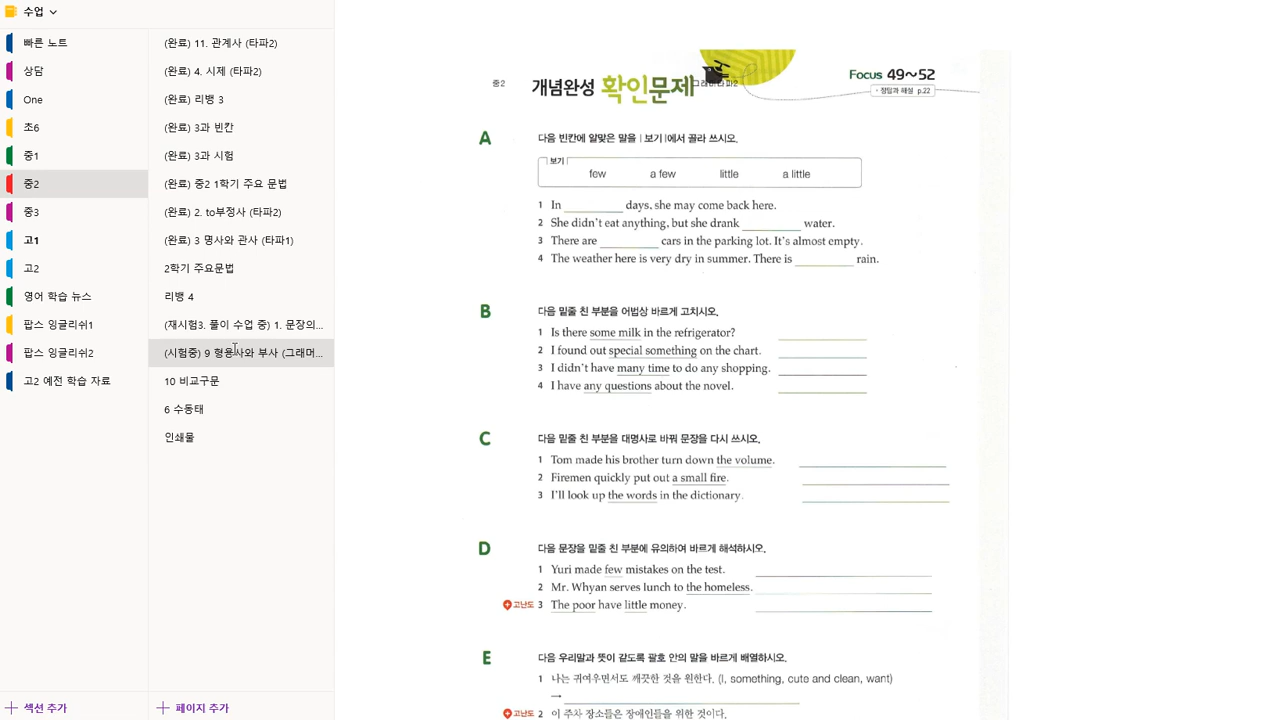 수업
빠른 노트
상담
One
초6
중1
중2
중3
고1
고2
영어 학습 뉴스
팝스 잉글리쉬1
팝스 잉글리쉬2
고2 예전 학습 자료
섹션 추가
(완료) 11. 관계사 (타파2)
(완료) 4. 시제 (타파2)
(완료) 리뱅 3
(완료) 3과 빈칸
(완료) 3과 시험
(완료) 중2 1학기 주요 문법
(완료) 2. to부정사 (타파2)
(완료) 3 명사와 관사 (타파1)
2학기 주요문법
리뱅 4
(재시험3. 풀이 수업 중) 1. 문장의...
(시험중) 9 형용사와 부사 (그래머...
10 비교구문
6 수동태
인쇄물
페이지 추가
중2
개념완성 확인문제
Focus 49~52
• 정답과 해설 p.22
A 다음 빈칸에 알맞은 말을 |보기|에서 골라 쓰시오.
보기
few a few little a little
1 In ________ days, she may come back here.
2 She didn't eat anything, but she drank ________ water.
3 There are ________ cars in the parking lot. It's almost empty.
4 The weather here is very dry in summer. There is ________ rain.
B 다음 밑줄 친 부분을 어법상 바르게 고치시오.
1 Is there some milk in the refrigerator?
2 I found out special something on the chart.
3 I didn't have many time to do any shopping.
4 I have any questions about the novel.
C 다음 밑줄 친 부분을 대명사로 바꿔 문장을 다시 쓰시오.
1 Tom made his brother turn down the volume.
2 Firemen quickly put out a small fire.
3 I'll look up the words in the dictionary.
D 다음 문장을 밑줄 친 부분에 유의하여 바르게 해석하시오.
1 Yuri made few mistakes on the test.
2 Mr. Whyan serves lunch to the homeless.
고난도 3 The poor have little money.
E 다음 우리말과 뜻이 같도록 괄호 안의 말을 바르게 배열하시오.
1 나는 귀여우면서도 깨끗한 것을 원한다. (I, something, cute and clean, want)
→
고난도 2 이 주차 장소들은 장애인들을 위한 것이다.